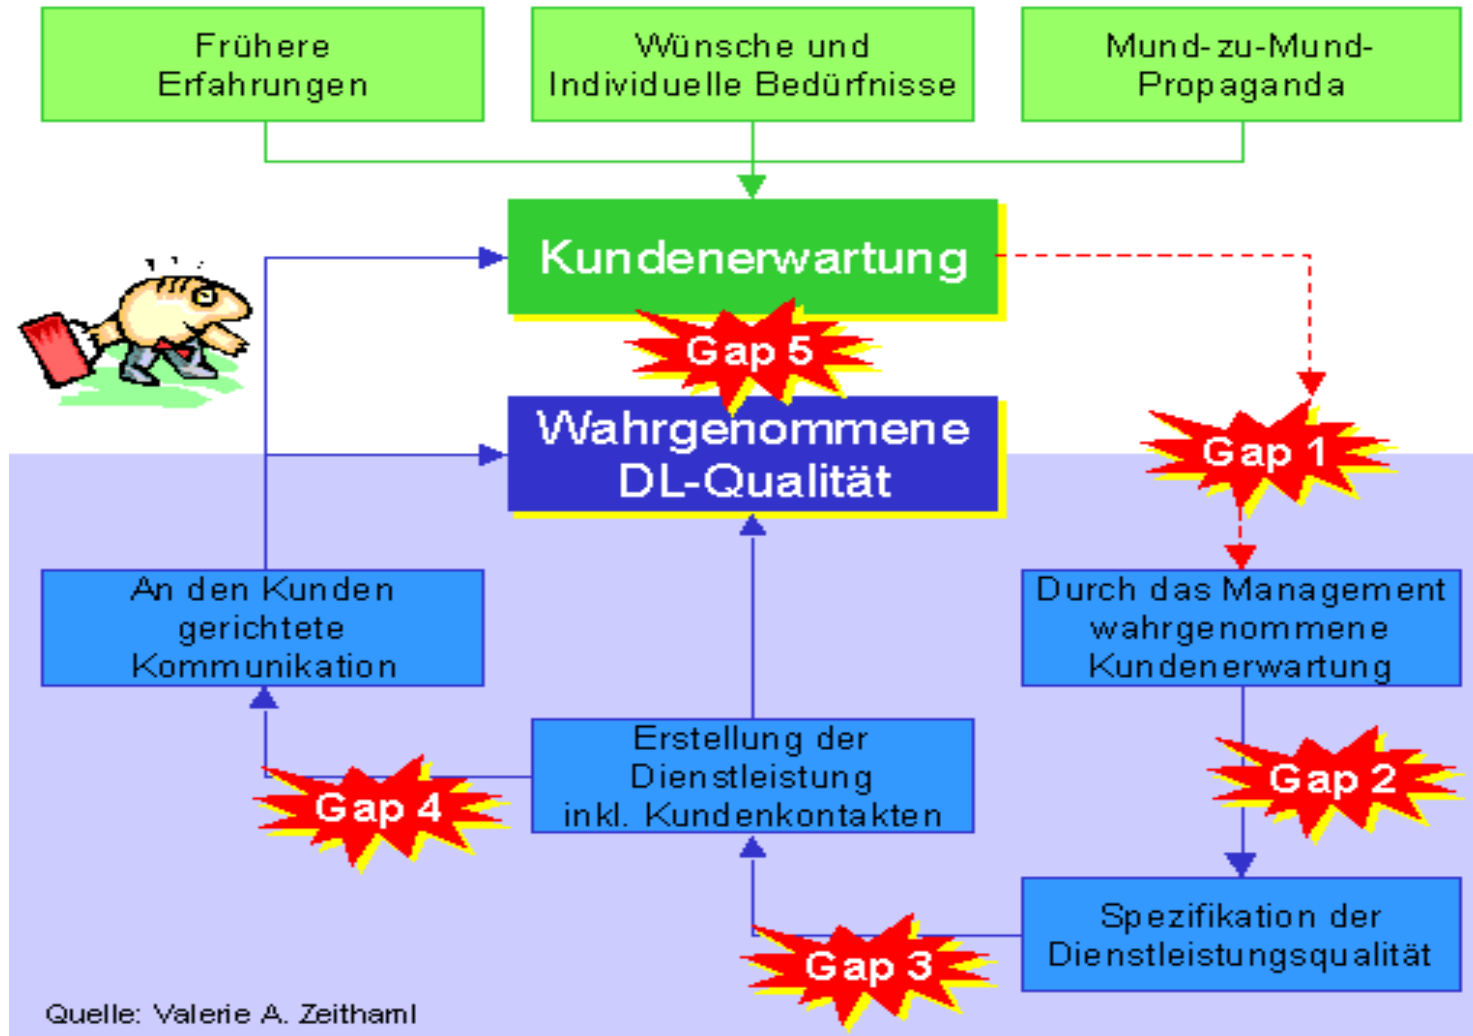 Frühere
Erfahrungen
Wünsche und
Individuelle Bedürfnisse
Mund-zu-Mund-
Propaganda
Kundenerwartung
Gap 5
Wahrgenommene
DL-Qualität
Gap 1
An den Kunden
gerichtete
Kommunikation
Durch das Management
wahrgenommene
Kundenerwartung
Erstellung der
Dienstleistung
inkl. Kundenkontakten
Gap 4
Gap 2
Gap 3
Spezifikation der
Dienstleistungsqualität
Quelle: Valerie A. Zeithaml